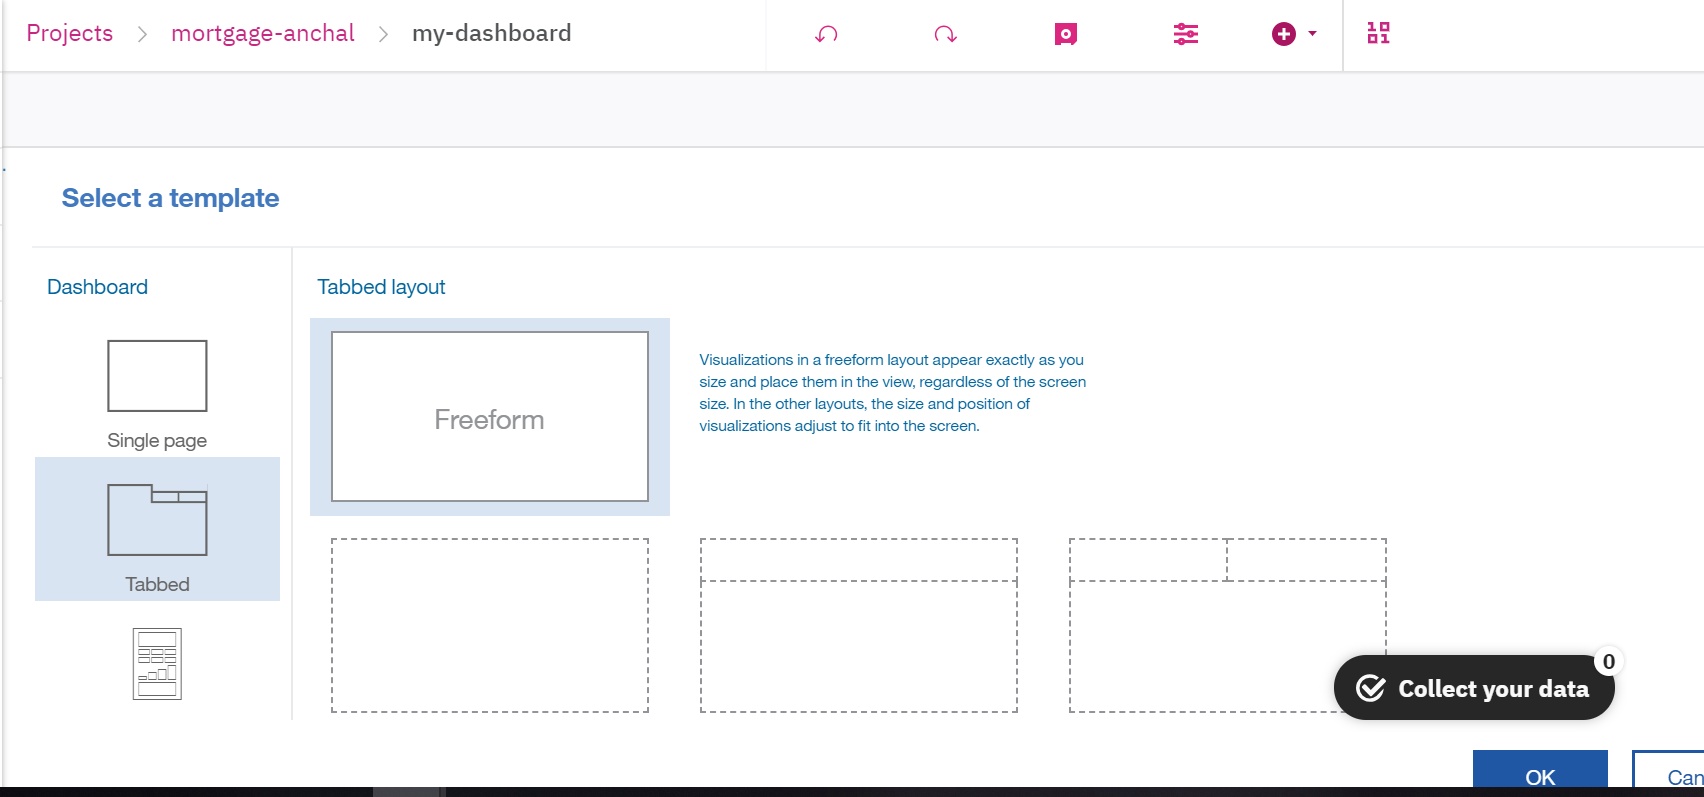 Projects > mortgage-anchal > my-dashboard
Select a template
Dashboard
Tabbed layout
Single page
Tabbed
Freeform
Visualizations in a freeform layout appear exactly as you
size and place them in the view, regardless of the screen
size. In the other layouts, the size and position of
visualizations adjust to fit into the screen.
0
Collect your data
OK
Can